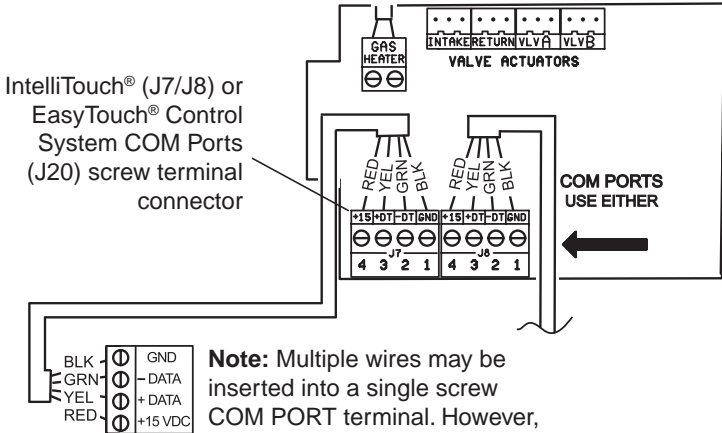 INTAKE RETURN VLV A VLV B
VALVE ACTUATORS
GAS
HEATER
IntelliTouch® (J7/J8) or
EasyTouch® Control
System COM Ports
(J20) screw terminal
connector
RED YEL GRN BLK RED YEL GRN BLK
COM PORTS
USE EITHER
+15 +DT -DT GND +15 +DT -DT GND
J7 J8
4 3 2 1 4 3 2 1
BLK GND
GRN - DATA
YEL + DATA
RED +15 VDC
Note: Multiple wires may be
inserted into a single screw
COM PORT terminal. However,